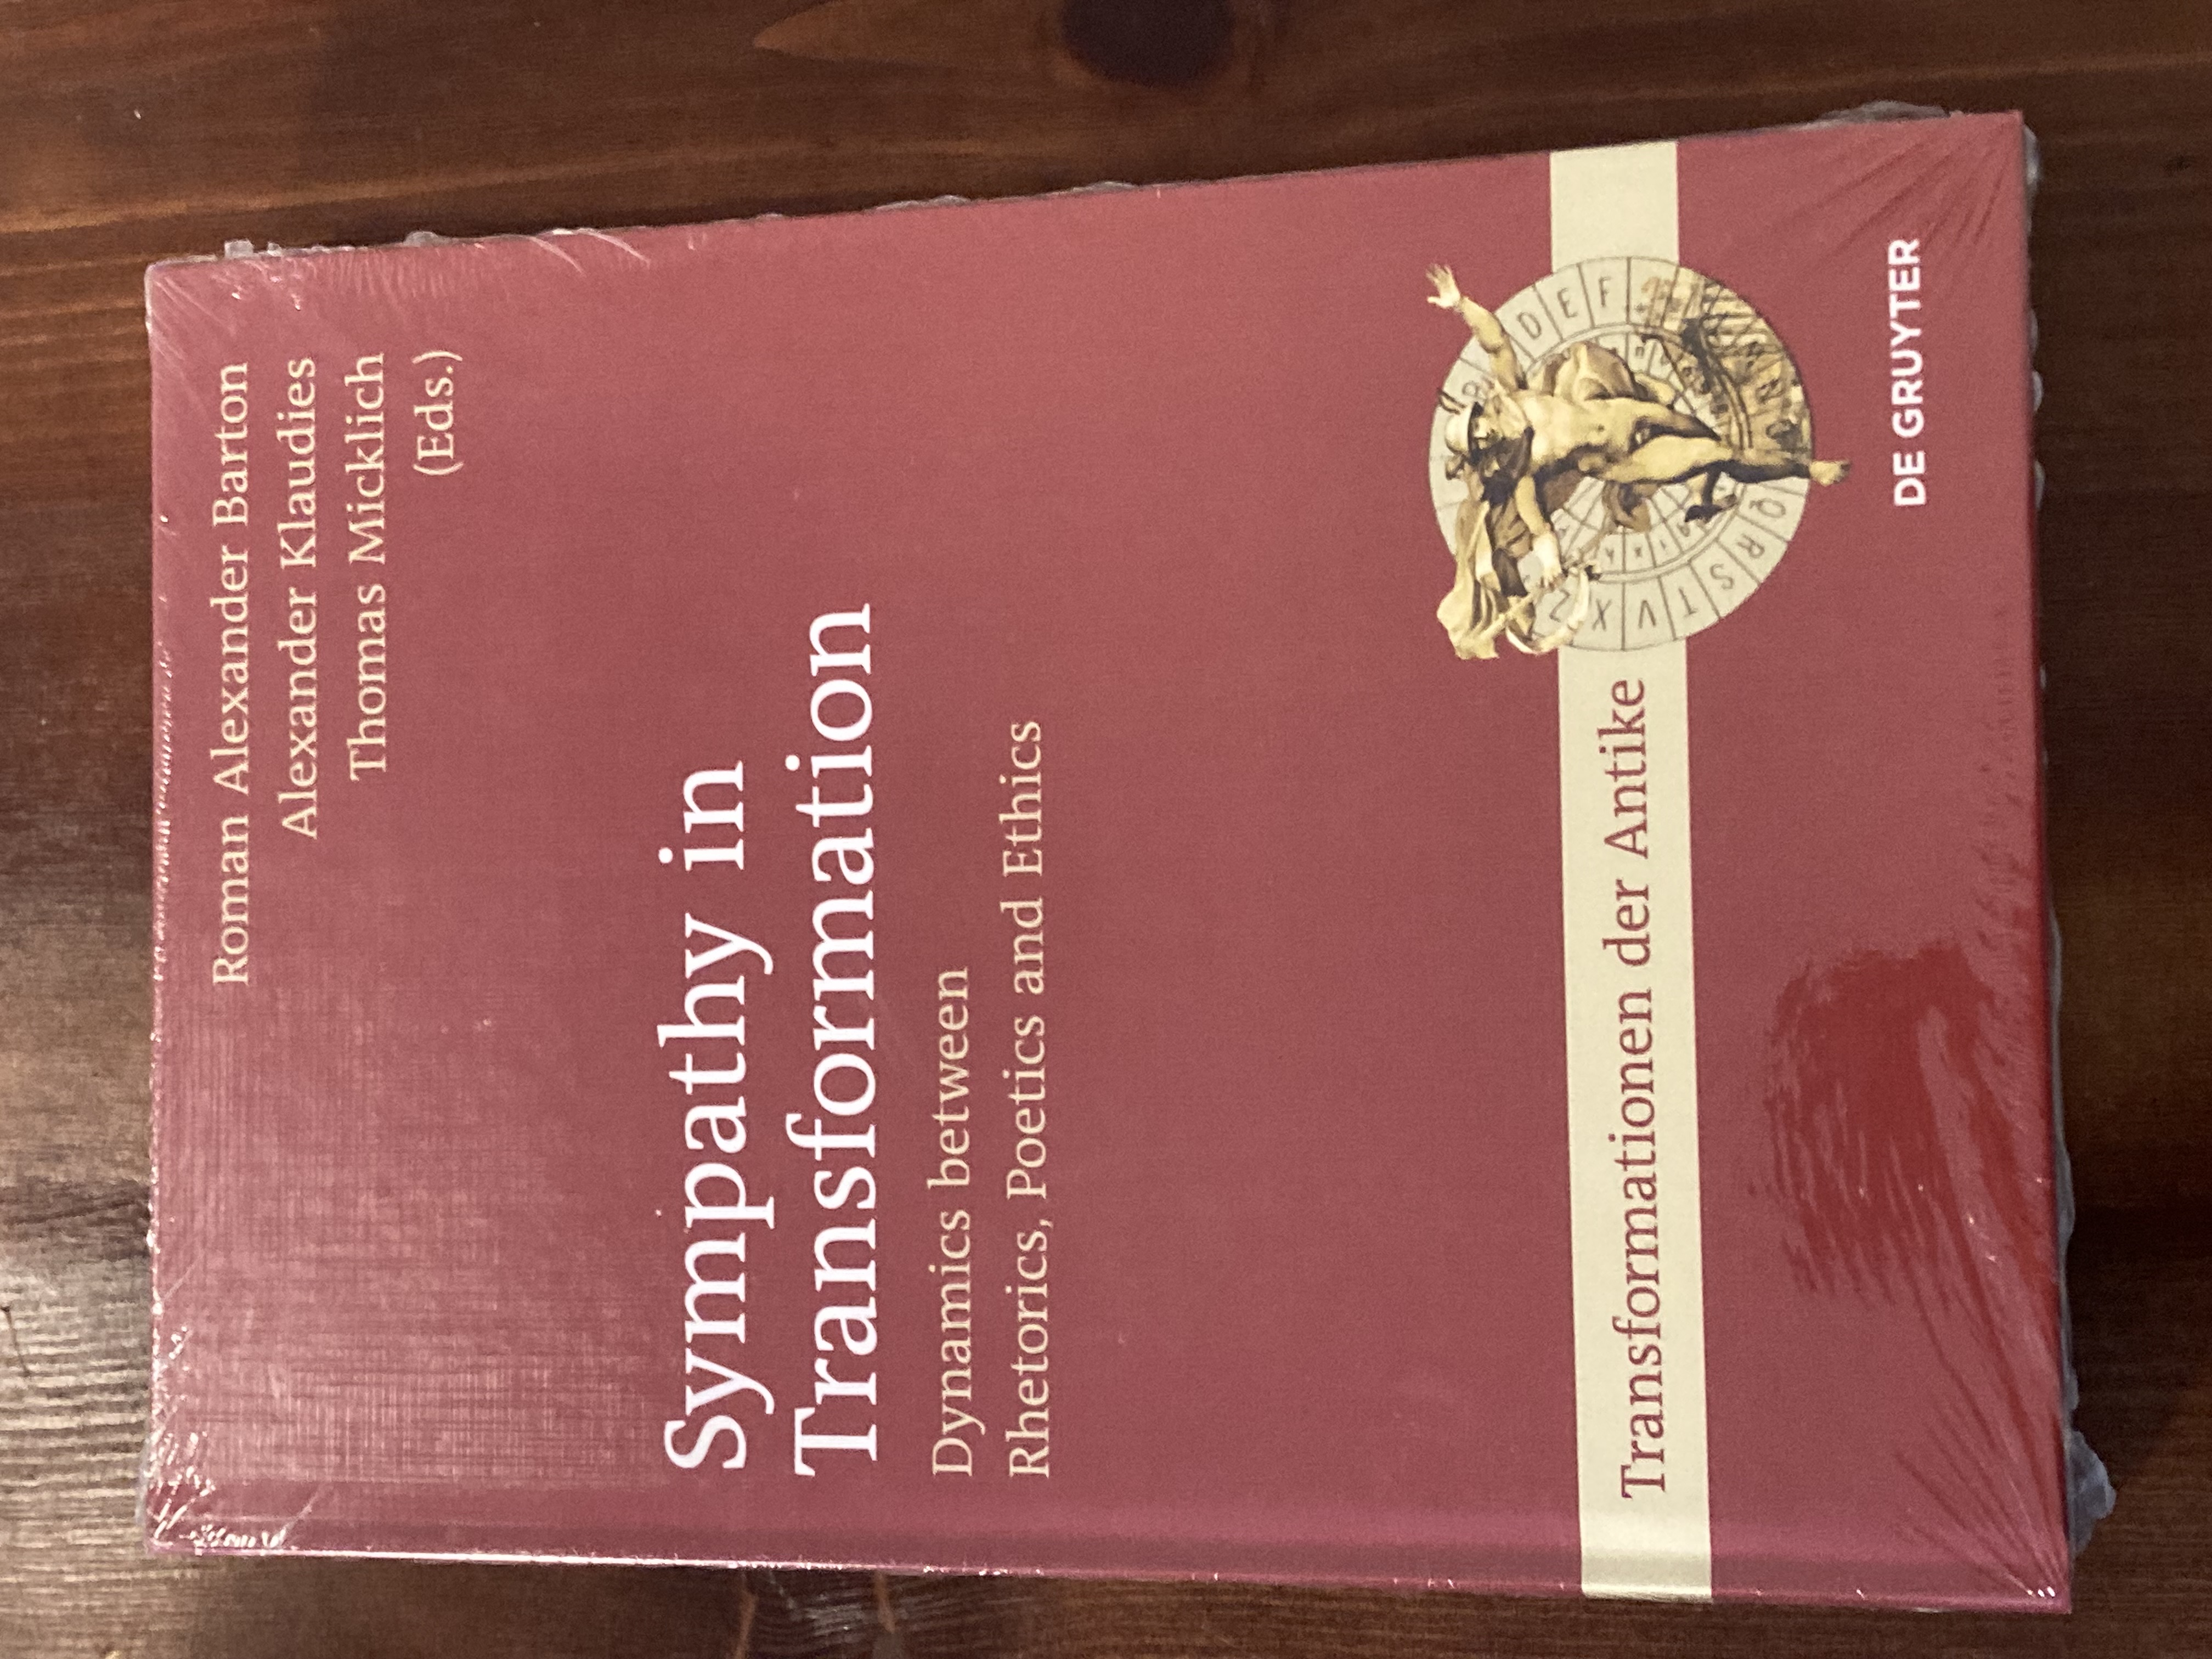 Roman Alexander Barton
Alexander Klaudies
Thomas Micklich
(Eds.)
Sympathy in
Transformation
Dynamics between
Rhetorics, Poetics and Ethics
Transformationen der Antike
D E F
Q R S T V X Z
DE GRUYTER